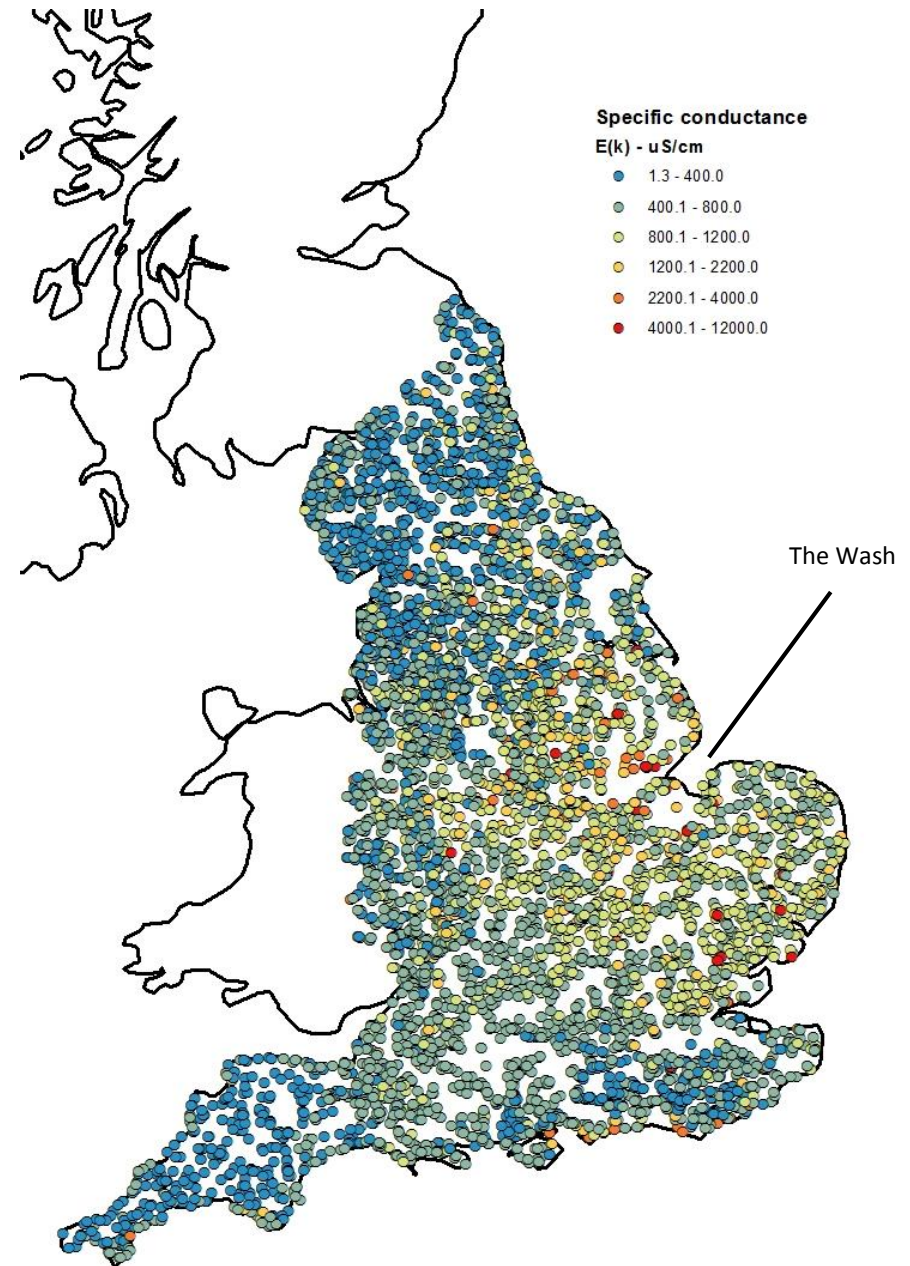 Specific conductance
E(k) - uS/cm
1.3 - 400.0
400.1 - 800.0
800.1 - 1200.0
1200.1 - 2200.0
2200.1 - 4000.0
4000.1 - 12000.0
The Wash